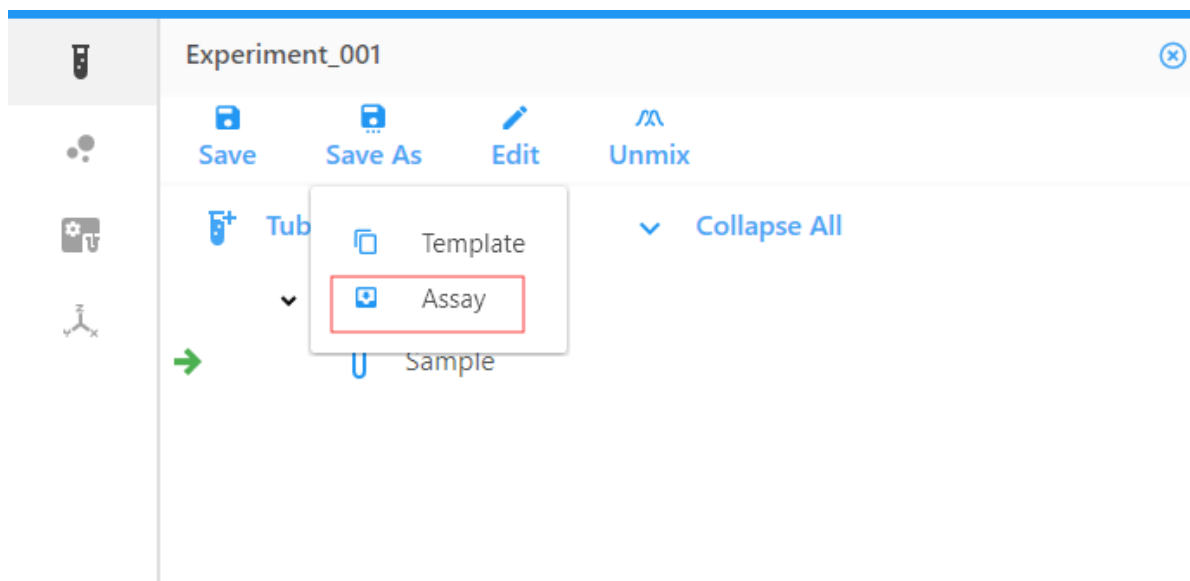 Experiment_001
Save Save As Edit Unmix
Tub Collapse All
Template
Assay
Sample
Z
Y X